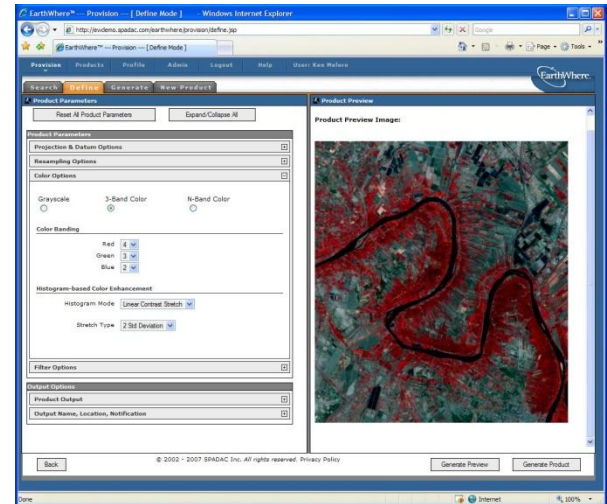 EarthWhere™ --- Provision --- [ Define Mode ] - Windows Internet Explorer
http://ewdemo.spadac.com/earthwhere/provision/define.jsp
Google
EarthWhere™ --- Provision --- [ Define Mode ]
Page Tools
Provision Products Profile Admin Logout Help User: Ken Melero
EarthWhere
Search Define Generate New Product
Product Parameters
Reset All Product Parameters Expand/Collapse All
Product Parameters
Projection & Datum Options
Resampling Options
Color Options
Grayscale 3-Band Color N-Band Color
Color Banding
Red 4
Green 3
Blue 2
Histogram-based Color Enhancement
Histogram Mode Linear Contrast Stretch
Stretch Type 2 Std Deviation
Filter Options
Output Options
Product Output
Output Name, Location, Notification
Product Preview
Product Preview Image:
Back
© 2002 - 2007 SPADAC Inc. All rights reserved. Privacy Policy
Generate Preview Generate Product
Done
Internet 100%